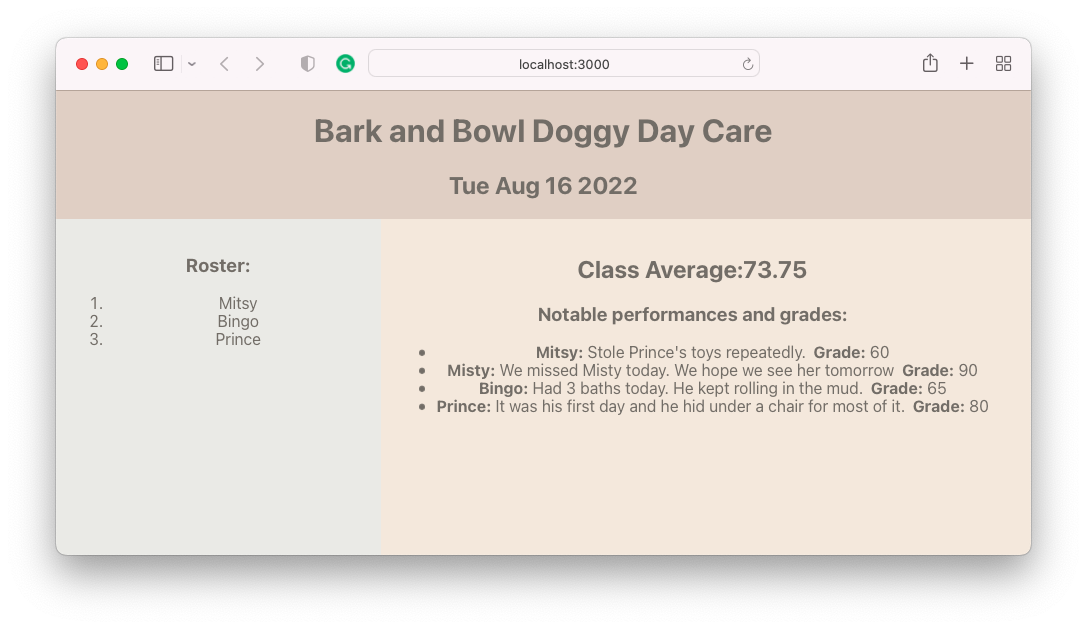 localhost:3000
Bark and Bowl Doggy Day Care
Tue Aug 16 2022
Roster:
1. Mitsy
2. Bingo
3. Prince
Class Average:73.75
Notable performances and grades:
• Mitsy: Stole Prince's toys repeatedly. Grade: 60
• Misty: We missed Misty today. We hope we see her tomorrow Grade: 90
• Bingo: Had 3 baths today. He kept rolling in the mud. Grade: 65
• Prince: It was his first day and he hid under a chair for most of it. Grade: 80